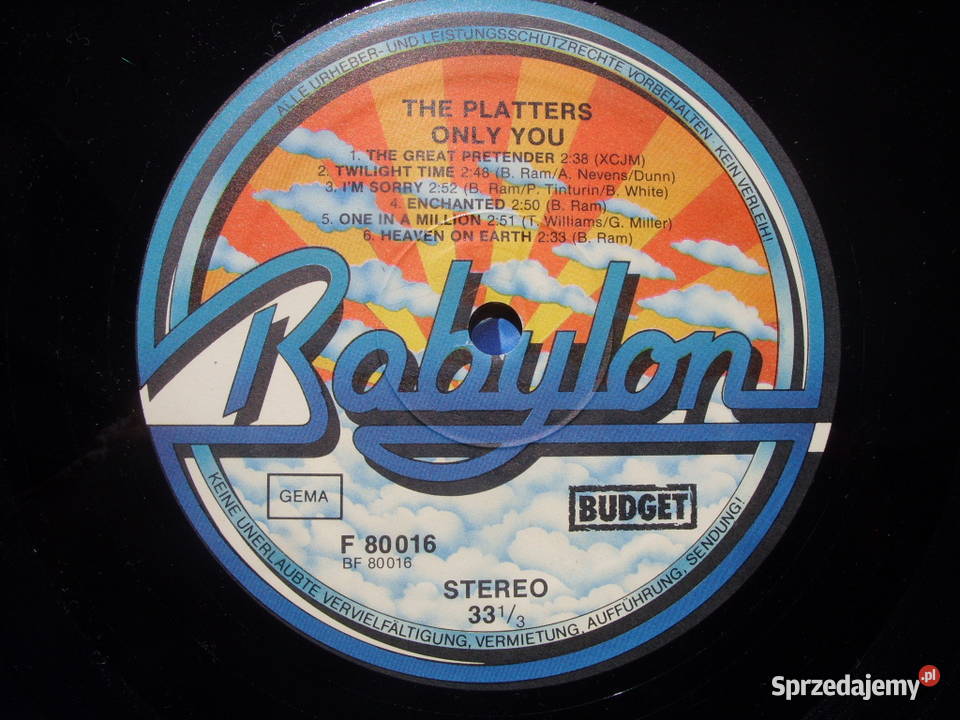 ALLE URHEBER- UND LEISTUNGSSCHUTZRECHTE VORBEHALTEN · KEIN VERLEIH!
THE PLATTERS
ONLY YOU
1. THE GREAT PRETENDER 2:38 (XCJM)
2. TWILIGHT TIME 2:48 (B. Ram/A. Nevens/Dunn)
3. I'M SORRY 2:52 (B. Ram/P. Tinturin/B. White)
4. ENCHANTED 2:50 (B. Ram)
5. ONE IN A MILLION 2:51 (T. Williams/G. Miller)
6. HEAVEN ON EARTH 2:33 (B. Ram)
Babylon
GEMA
BUDGET
F 80016
BF 80016
STEREO
33 1/3
KEINE UNERLAUBTE VERVIELFÄLTIGUNG, VERMIETUNG, AUFFÜHRUNG, SENDUNG!
Sprzedajemy.pl